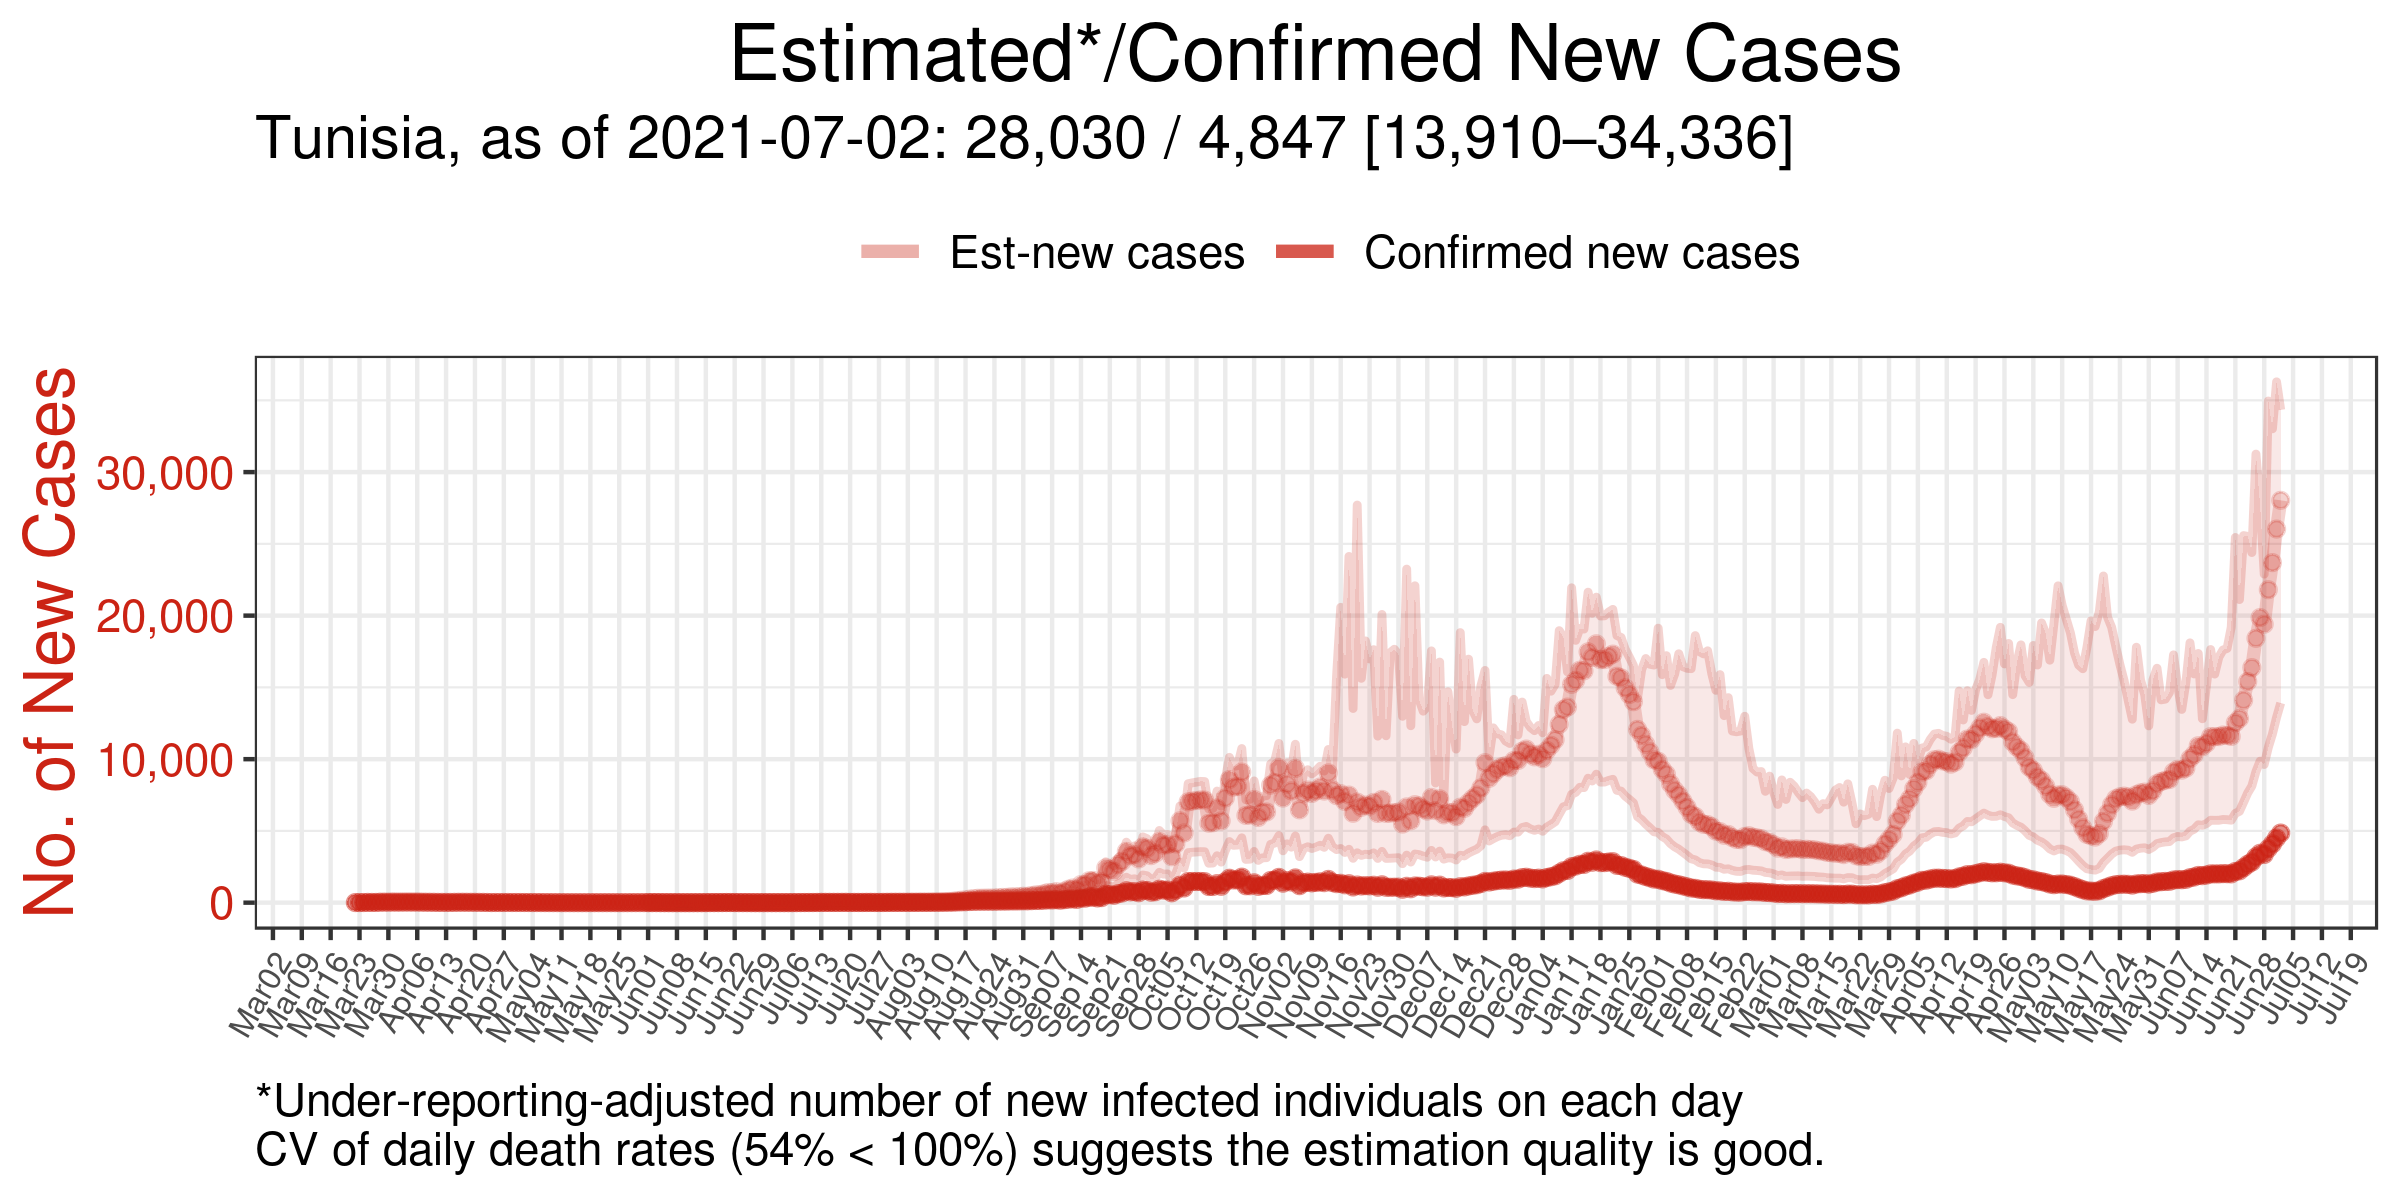 Estimated*/Confirmed New Cases
Tunisia, as of 2021-07-02: 28,030 / 4,847 [13,910–34,336]
Est-new cases Confirmed new cases
No. of New Cases
30,000
20,000
10,000
0
Mar02 Mar09 Mar16 Mar23 Mar30 Apr06 Apr13 Apr20 Apr27 May04 May11 May18 May25 Jun01 Jun08 Jun15 Jun22 Jun29 Jul06 Jul13 Jul20 Jul27 Aug03 Aug10 Aug17 Aug24 Aug31 Sep07 Sep14 Sep21 Sep28 Oct05 Oct12 Oct19 Oct26 Nov02 Nov09 Nov16 Nov23 Nov30 Dec07 Dec14 Dec21 Dec28 Jan04 Jan11 Jan18 Jan25 Feb01 Feb08 Feb15 Feb22 Mar01 Mar08 Mar15 Mar22 Mar29 Apr05 Apr12 Apr19 Apr26 May03 May10 May17 May24 May31 Jun07 Jun14 Jun21 Jun28 Jul05 Jul12 Jul19
*Under-reporting-adjusted number of new infected individuals on each day
CV of daily death rates (54% < 100%) suggests the estimation quality is good.